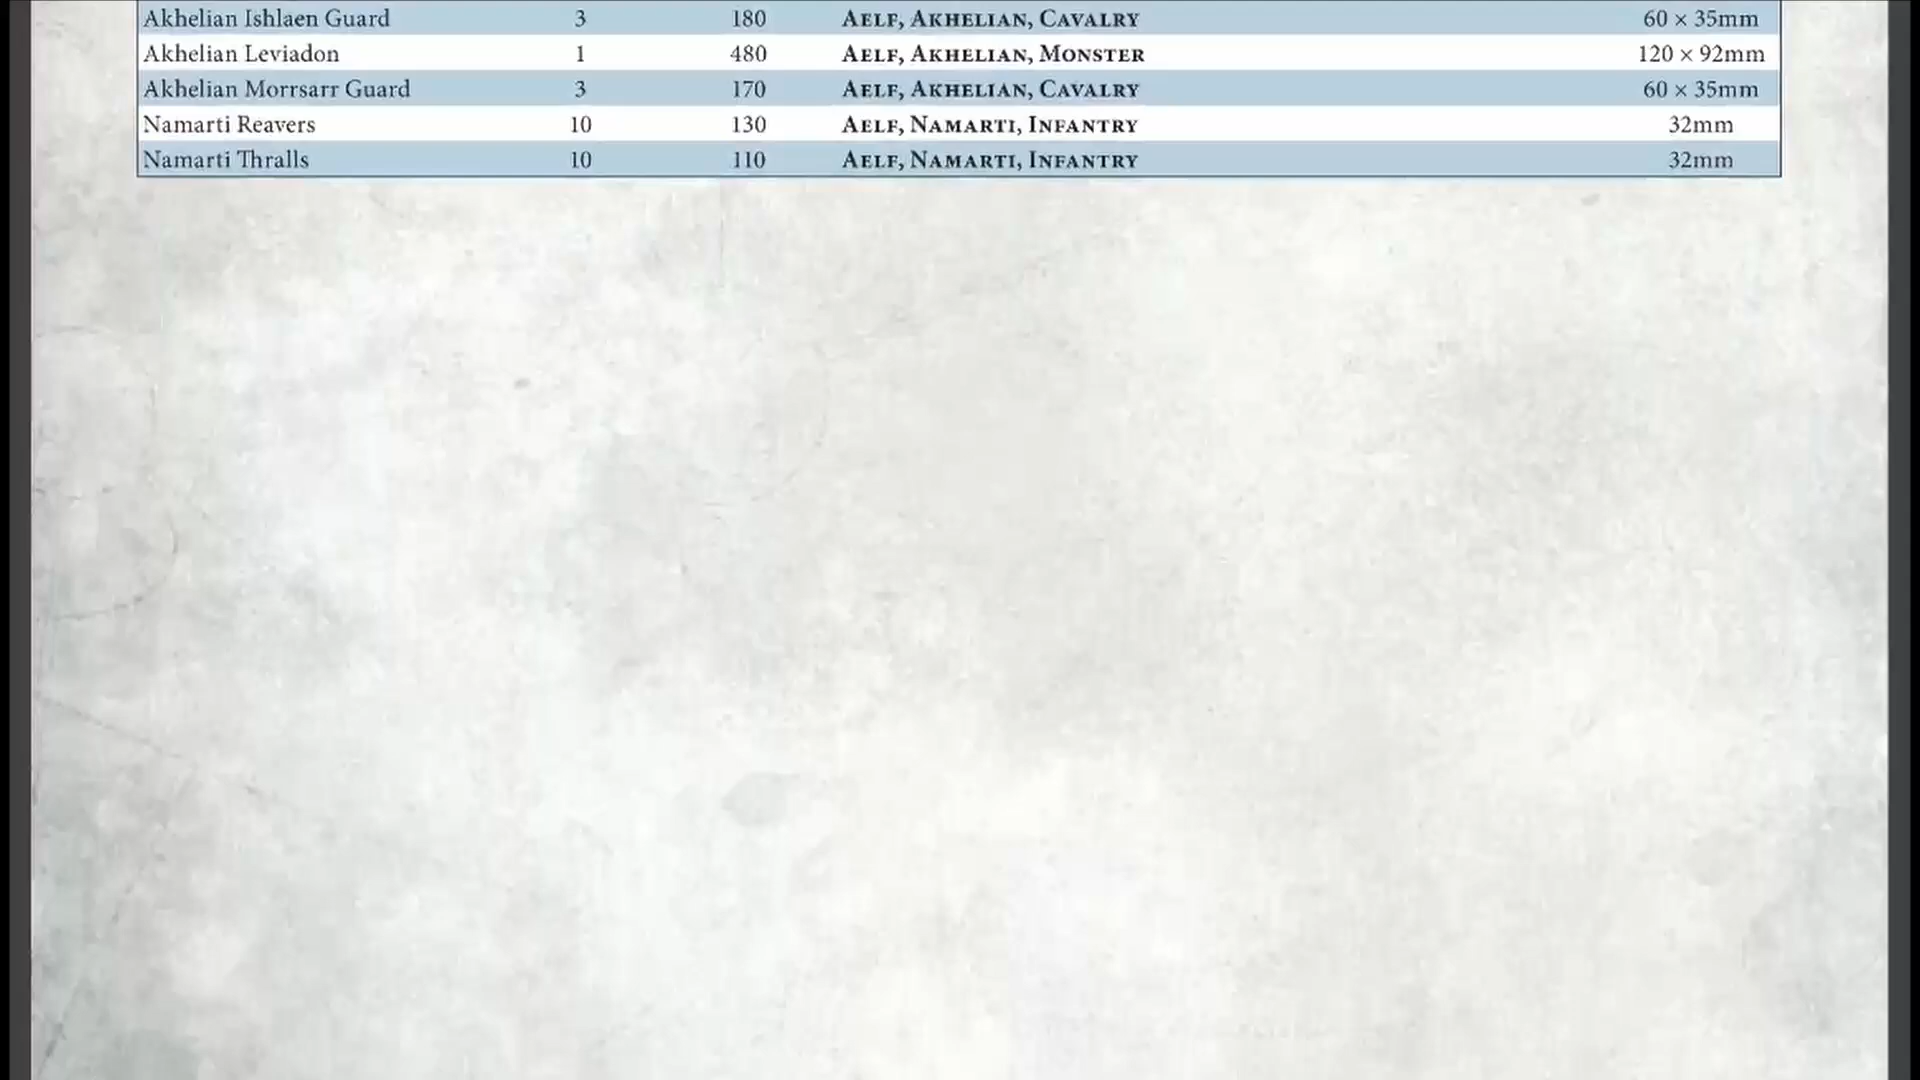 Akhelian Ishlaen Guard 3 180 AELF, AKHELIAN, CAVALRY 60 × 35mm
Akhelian Leviadon 1 480 AELF, AKHELIAN, MONSTER 120 × 92mm
Akhelian Morrsarr Guard 3 170 AELF, AKHELIAN, CAVALRY 60 × 35mm
Namarti Reavers 10 130 AELF, NAMARTI, INFANTRY 32mm
Namarti Thralls 10 110 AELF, NAMARTI, INFANTRY 32mm